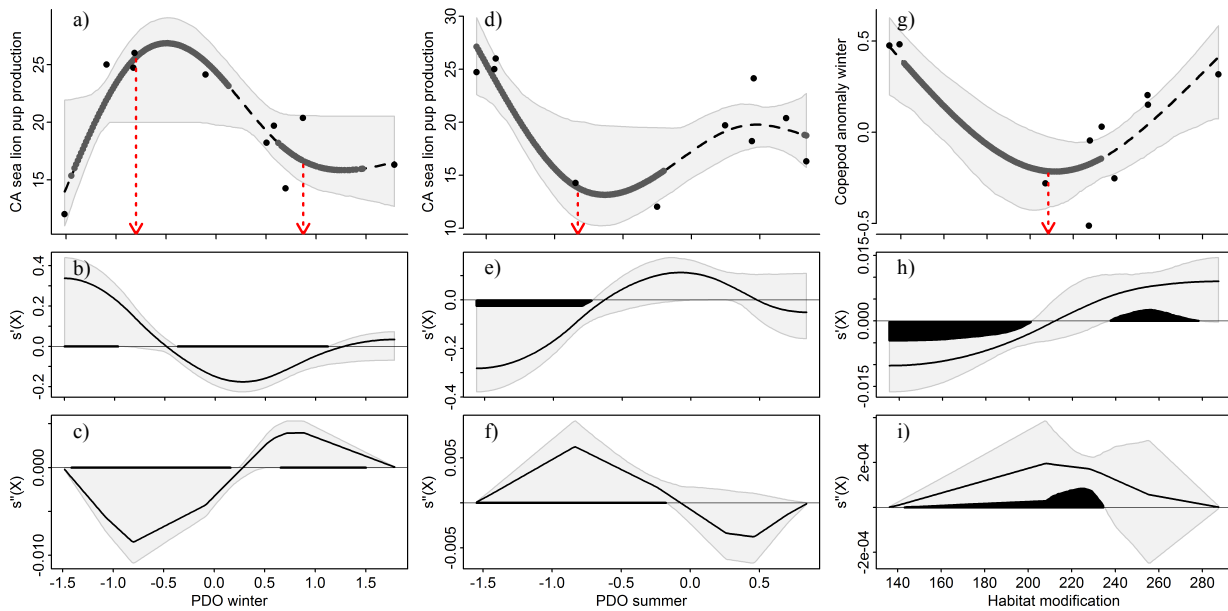 a)
CA sea lion pup production
15
20
25
b)
s'(X)
-0.2
0.0
0.2
0.4
c)
s''(X)
-0.010
0.000
-1.5
-1.0
-0.5
0.0
0.5
1.0
1.5
PDO winter
d)
CA sea lion pup production
10
15
20
25
30
e)
s'(X)
-0.4
-0.2
0.0
f)
s''(X)
-0.005
0.005
-1.5
-1.0
-0.5
0.0
0.5
PDO summer
g)
Copepod anomaly winter
-0.5
0.0
0.5
h)
s'(X)
-0.015
0.000
0.015
i)
s''(X)
-2e-04
2e-04
140
160
180
200
220
240
260
280
Habitat modification